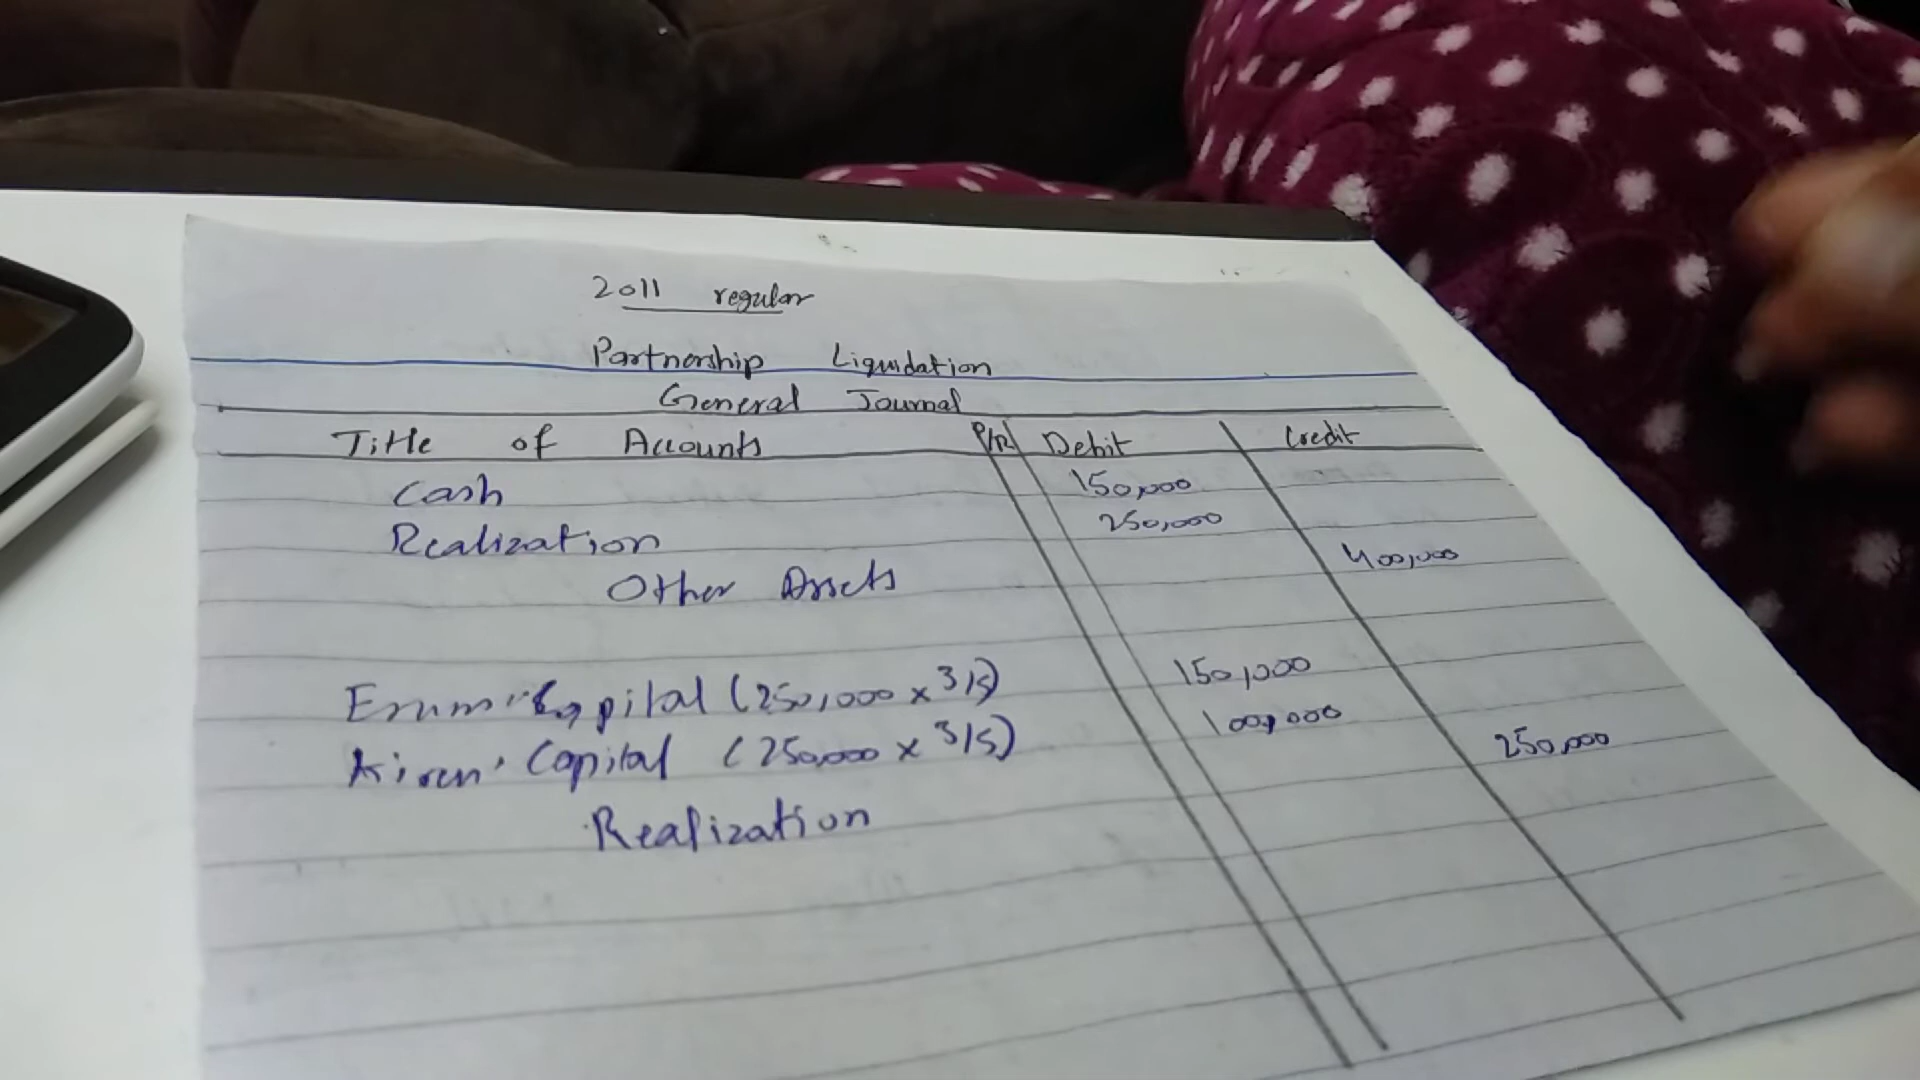 2011 regular
Partnership Liquidation
General Journal
Title of Accounts P/R Debit Credit
Cash 150,000
Realization 250,000
Other Assets 400,000
Erum's Capital (250,000 x 3/5) 150,000
Kiren's Capital (250,000 x 3/5) 100,000
Realization 250,000